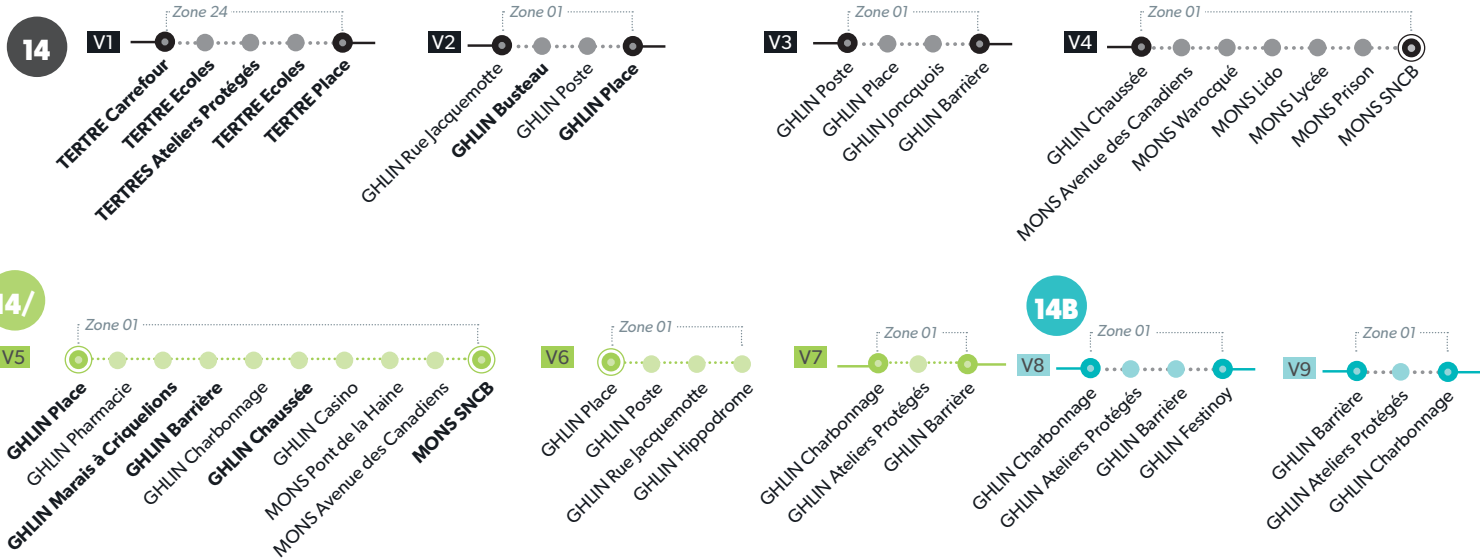 14
V1
Zone 24
TERTRE Carrefour
TERTRE Ecoles
TERTRES Ateliers Protégés
TERTRE Ecoles
TERTRE Place
V2
Zone 01
GHLIN Rue Jacquemotte
GHLIN Busteau
GHLIN Poste
GHLIN Place
V3
Zone 01
GHLIN Poste
GHLIN Place
GHLIN Joncquois
GHLIN Barrière
V4
Zone 01
GHLIN Chaussée
MONS Avenue des Canadiens
MONS Warocqué
MONS Lido
MONS Lycée
MONS Prison
MONS SNCB
14/
V5
Zone 01
GHLIN Place
GHLIN Pharmacie
GHLIN Marais à Criquelions
GHLIN Barrière
GHLIN Charbonnage
GHLIN Chaussée
GHLIN Casino
MONS Pont de la Haine
MONS Avenue des Canadiens
MONS SNCB
V6
Zone 01
GHLIN Place
GHLIN Poste
GHLIN Rue Jacquemotte
GHLIN Hippodrome
V7
Zone 01
GHLIN Charbonnage
GHLIN Ateliers Protégés
GHLIN Barrière
14B
V8
Zone 01
GHLIN Charbonnage
GHLIN Ateliers Protégés
GHLIN Barrière
GHLIN Festinoy
V9
Zone 01
GHLIN Barrière
GHLIN Ateliers Protégés
GHLIN Charbonnage